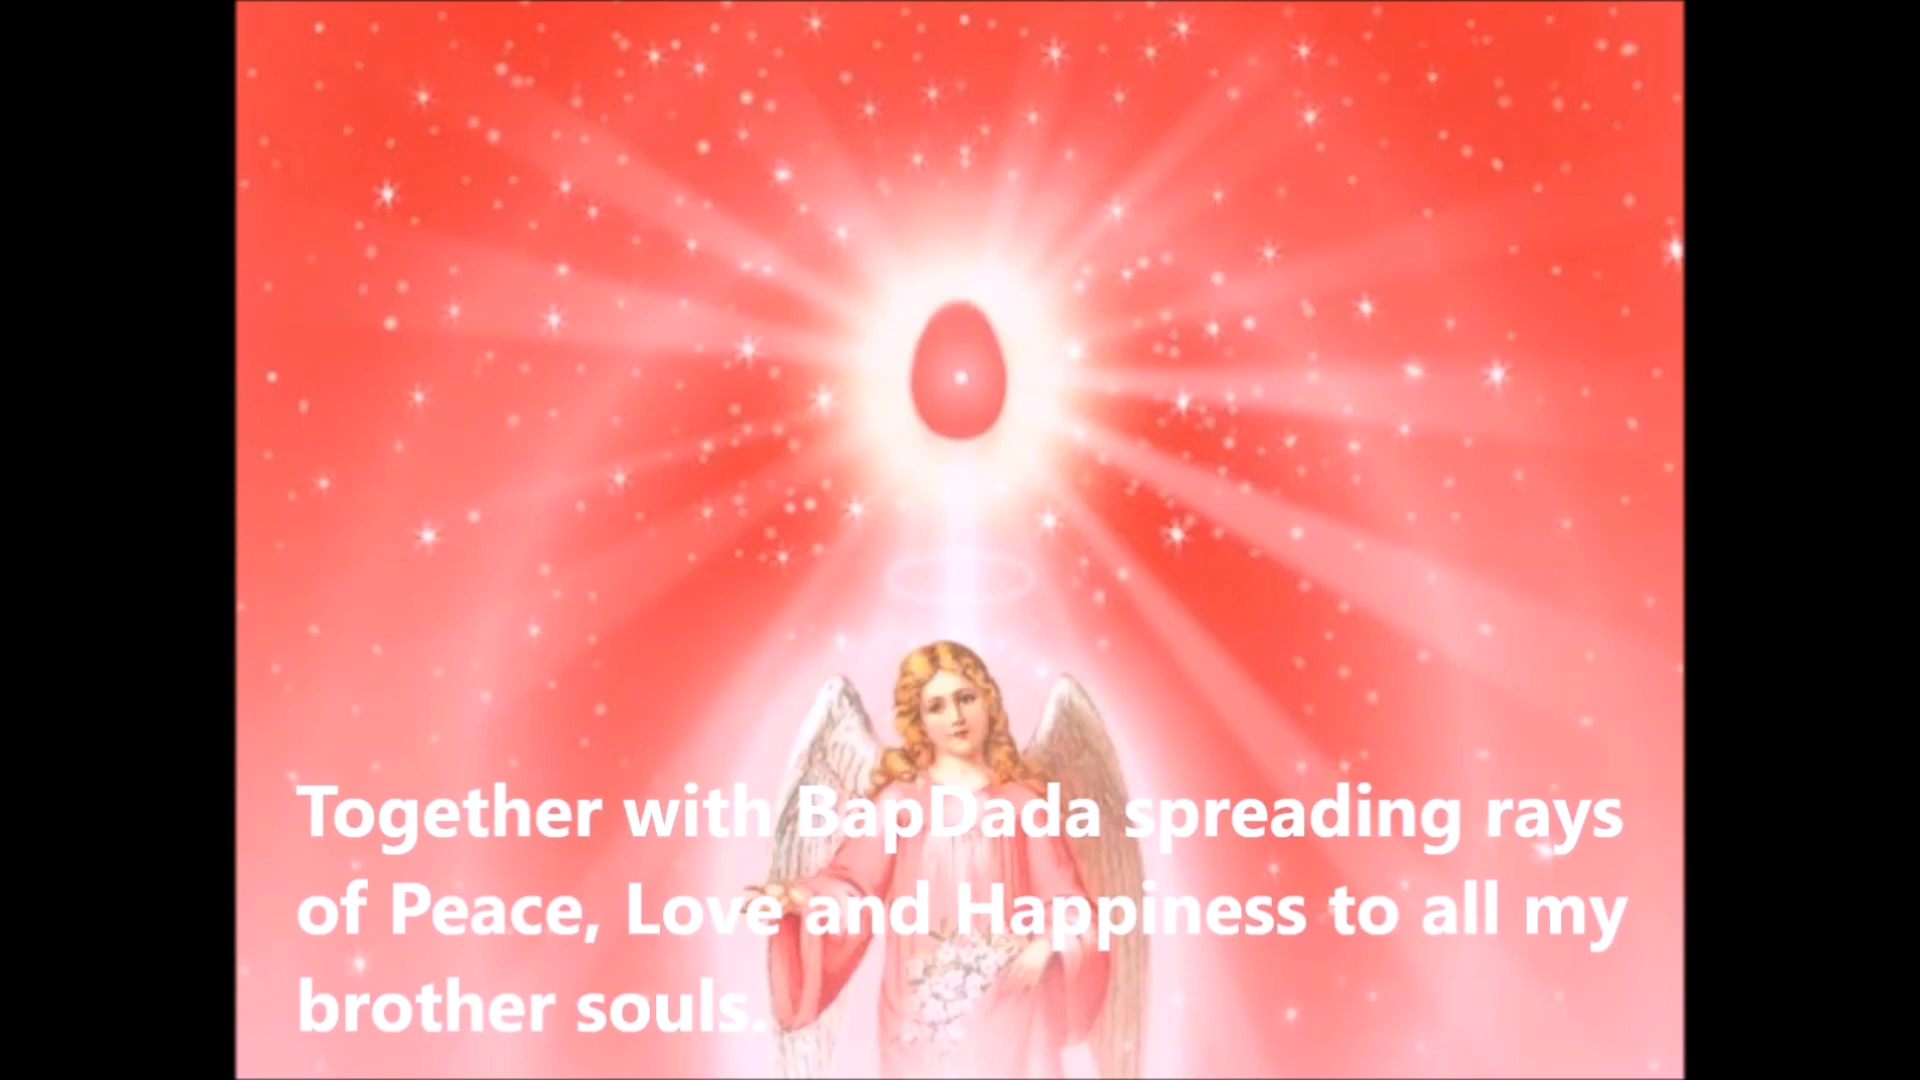 Together with BapDada spreading rays
of Peace, Love and Happiness to all my
brother souls.